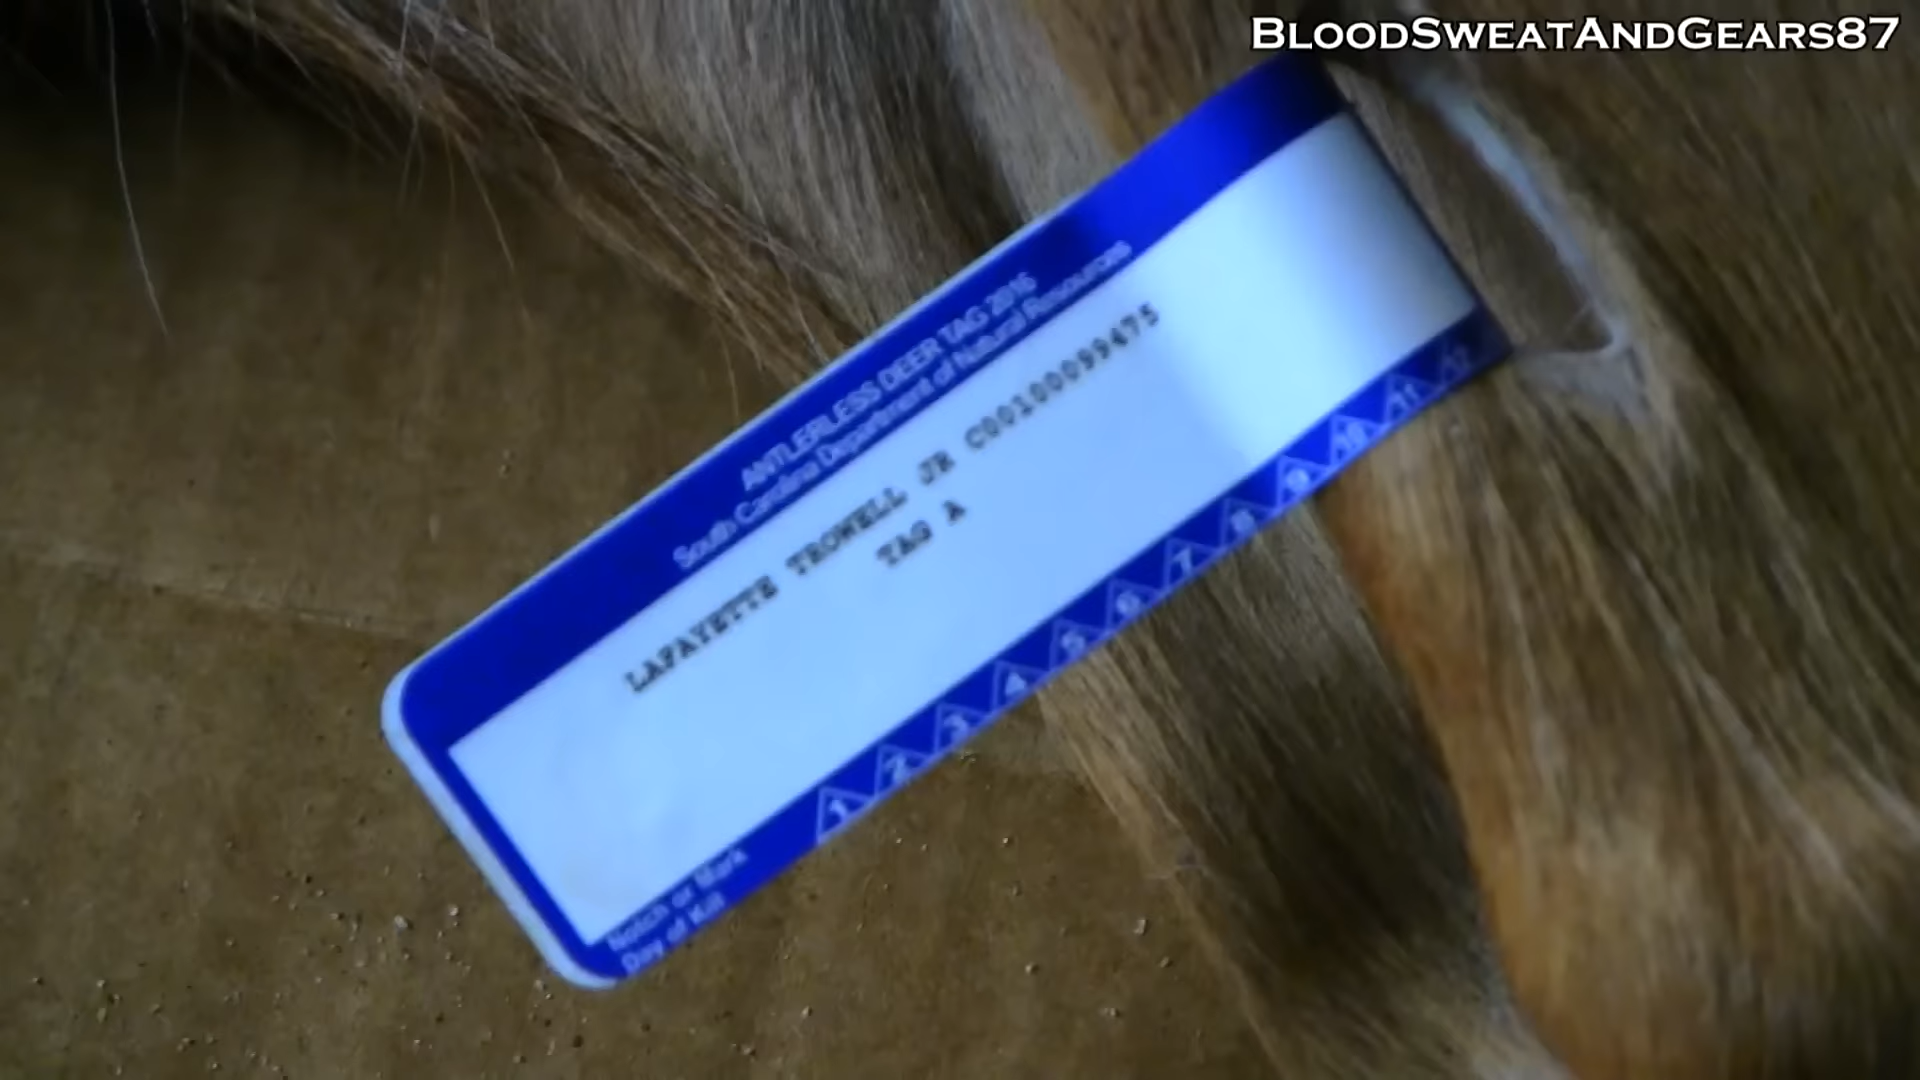 BLOODSWEATANDGEARS87
ANTLERLESS DEER TAG 2016
South Carolina Department of Natural Resources
LAFAYETTE TROWELL JR C00100099475
TAG A
1 2 3 4 5 6 7 8 9 10 11 12
Notch or Mark
Day of Kill